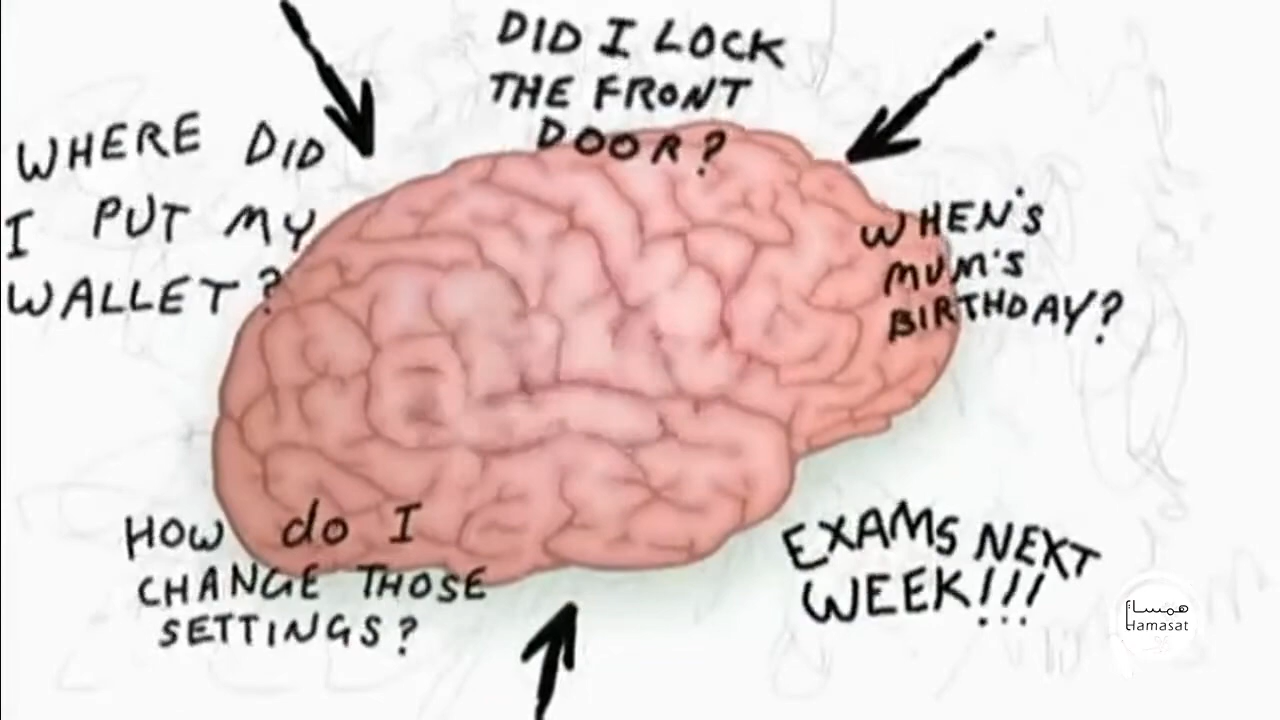 DID I LOCK
THE FRONT
DOOR?
WHERE DID
I PUT MY
WALLET?
WHEN'S
MUM'S
BIRTHDAY?
HOW do I
CHANGE THOSE
SETTINGS?
EXAMS NEXT
WEEK!!!
همسات
Hamasat